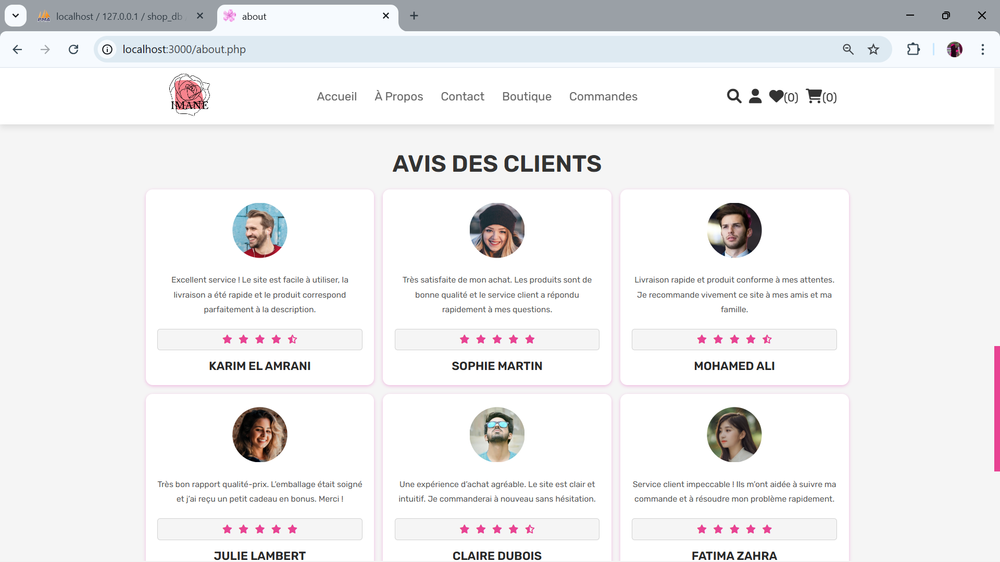 PMA localhost / 127.0.0.1 / shop_db
about
localhost:3000/about.php
IMANE
Accueil À Propos Contact Boutique Commandes (0) (0)
AVIS DES CLIENTS
Excellent service ! Le site est facile à utiliser, la
livraison a été rapide et le produit correspond
parfaitement à la description.
KARIM EL AMRANI
Très satisfaite de mon achat. Les produits sont de
bonne qualité et le service client a répondu
rapidement à mes questions.
SOPHIE MARTIN
Livraison rapide et produit conforme à mes attentes.
Je recommande vivement ce site à mes amis et ma
famille.
MOHAMED ALI
Très bon rapport qualité-prix. L’emballage était soigné
et j’ai reçu un petit cadeau en bonus. Merci !
JULIE LAMBERT
Une expérience d’achat agréable. Le site est clair et
intuitif. Je commanderai à nouveau sans hésitation.
CLAIRE DUBOIS
Service client impeccable ! Ils m’ont aidée à suivre ma
commande et à résoudre mon problème rapidement.
FATIMA ZAHRA